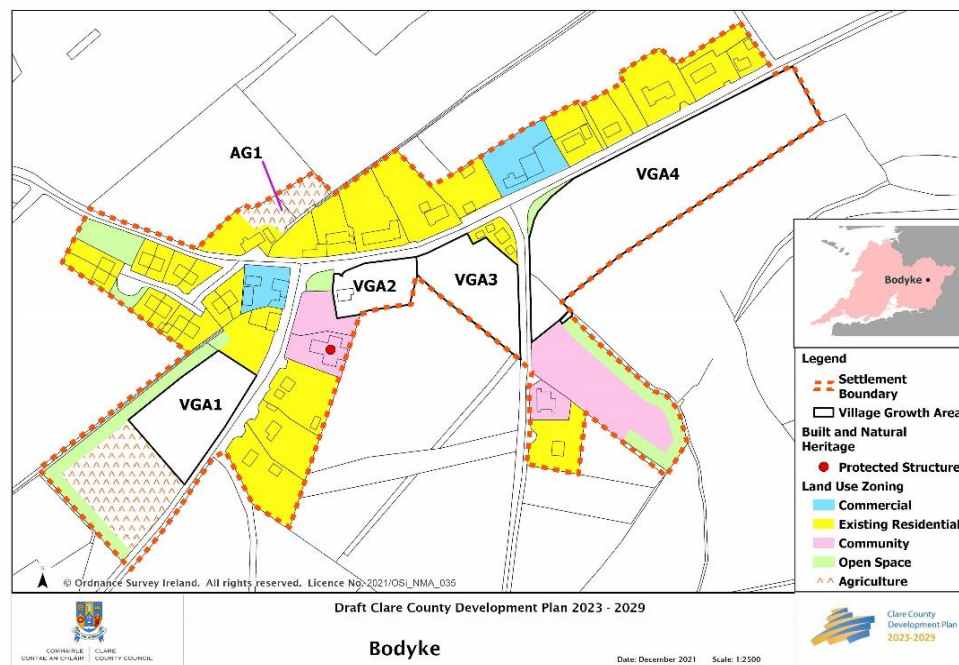 AG1
VGA4
VGA2
VGA3
VGA1
Bodyke
Legend
Settlement
Boundary
Village Growth Area
Built and Natural
Heritage
Protected Structure
Land Use Zoning
Commercial
Existing Residential
Community
Open Space
Agriculture
© Ordnance Survey Ireland. All rights reserved. Licence No. 2021/OSi_NMA_035
COMHAIRLE CONTAE AN CHLÁIR
CLARE COUNTY COUNCIL
Draft Clare County Development Plan 2023 - 2029
Bodyke
Date: December 2021 Scale: 1:2500
Clare County
Development Plan
2023-2029